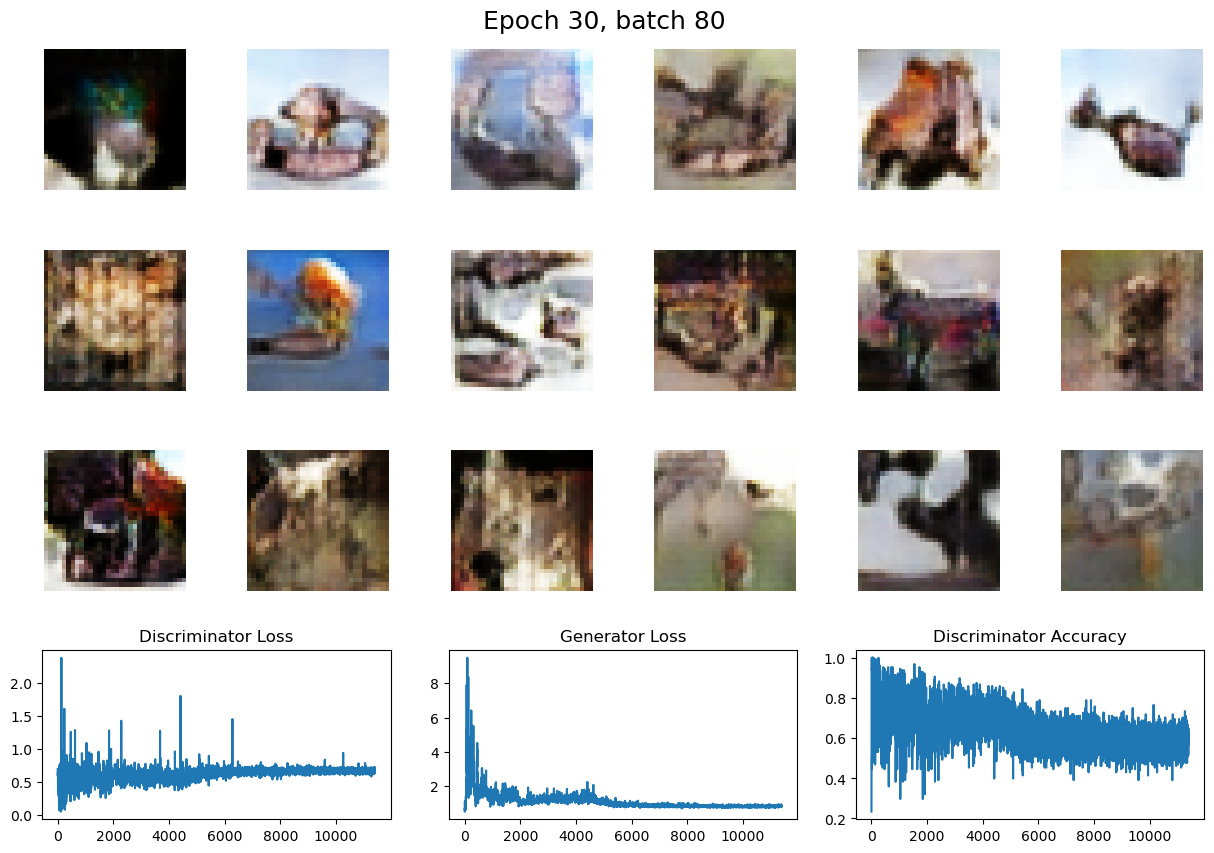 Epoch 30, batch 80
Discriminator Loss
Generator Loss
Discriminator Accuracy
2.0
1.5
1.0
0.5
0.0
0 2000 4000 6000 8000 10000
8
6
4
2
0 2000 4000 6000 8000 10000
1.0
0.8
0.6
0.4
0.2
0 2000 4000 6000 8000 10000